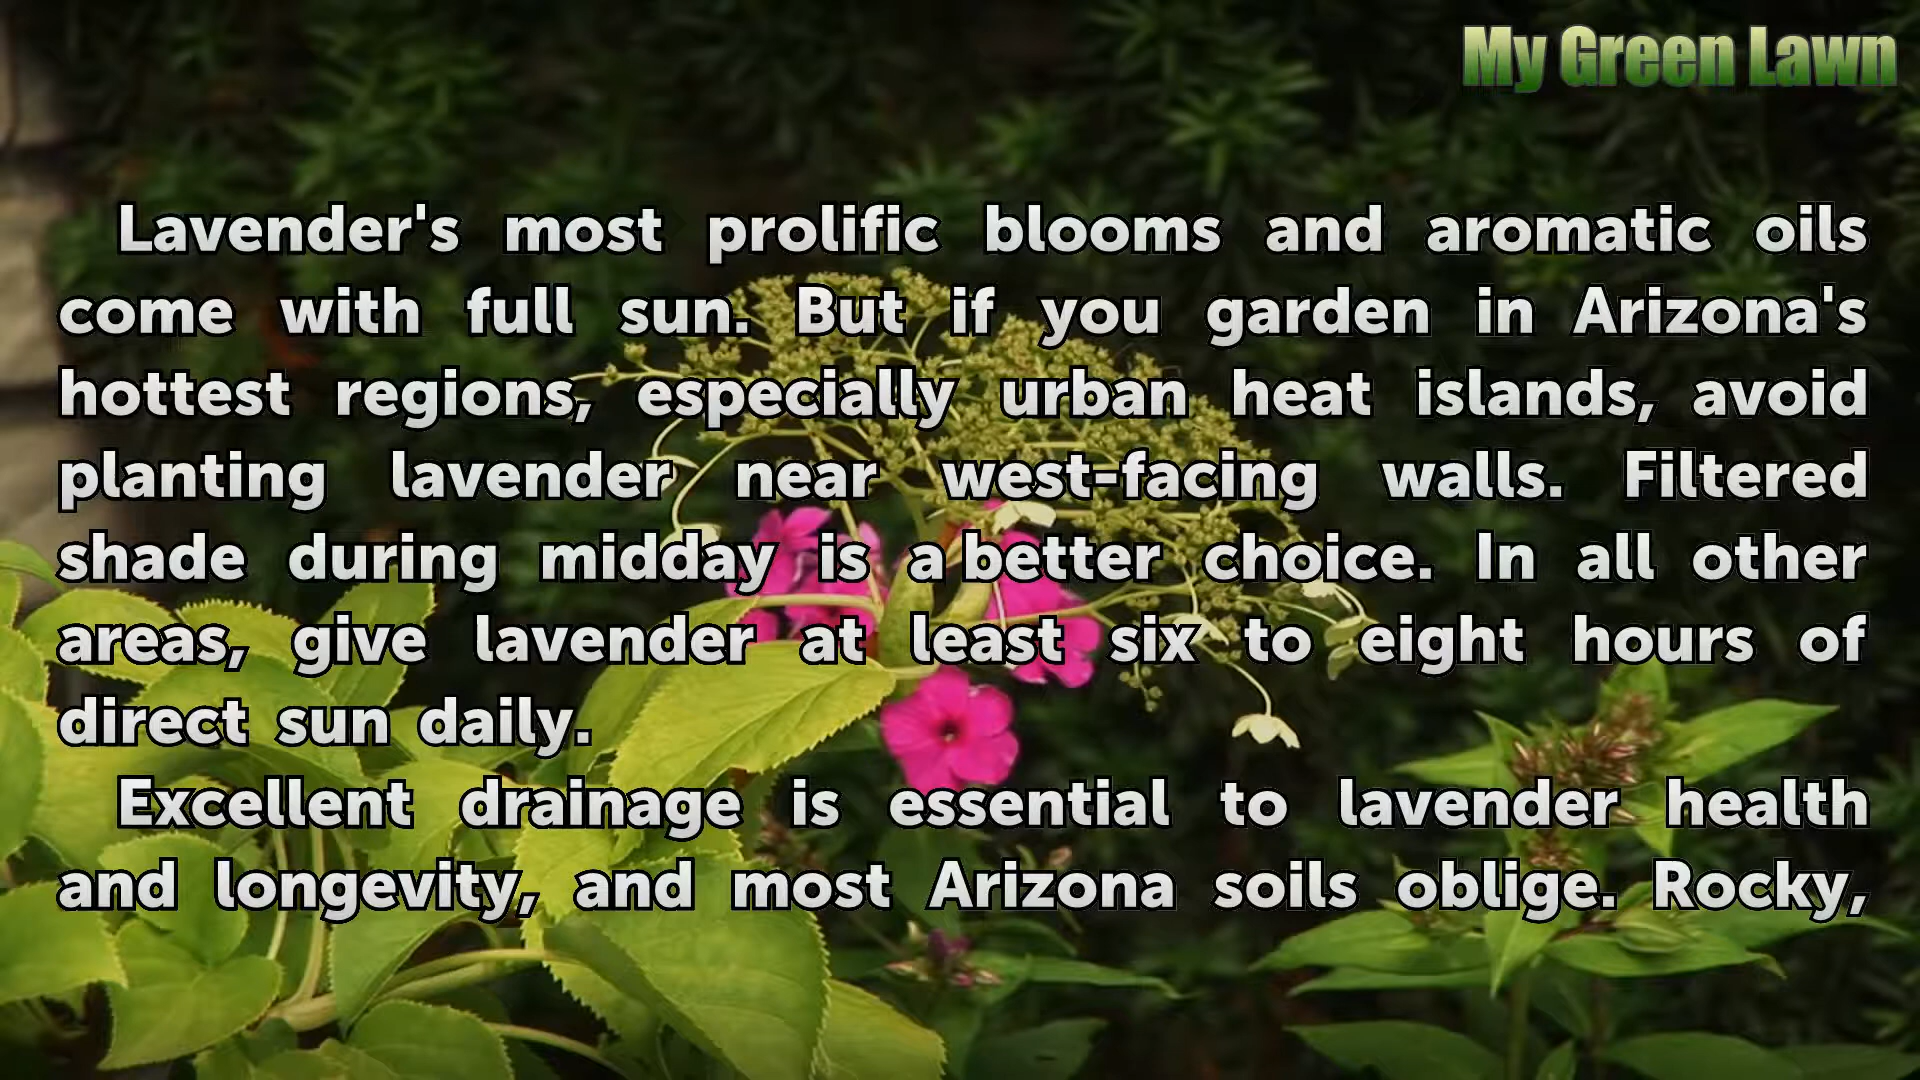 My Green Lawn
Lavender's most prolific blooms and aromatic oils
come with full sun. But if you garden in Arizona's
hottest regions, especially urban heat islands, avoid
planting lavender near west-facing walls. Filtered
shade during midday is a better choice. In all other
areas, give lavender at least six to eight hours of
direct sun daily.
Excellent drainage is essential to lavender health
and longevity, and most Arizona soils oblige. Rocky,